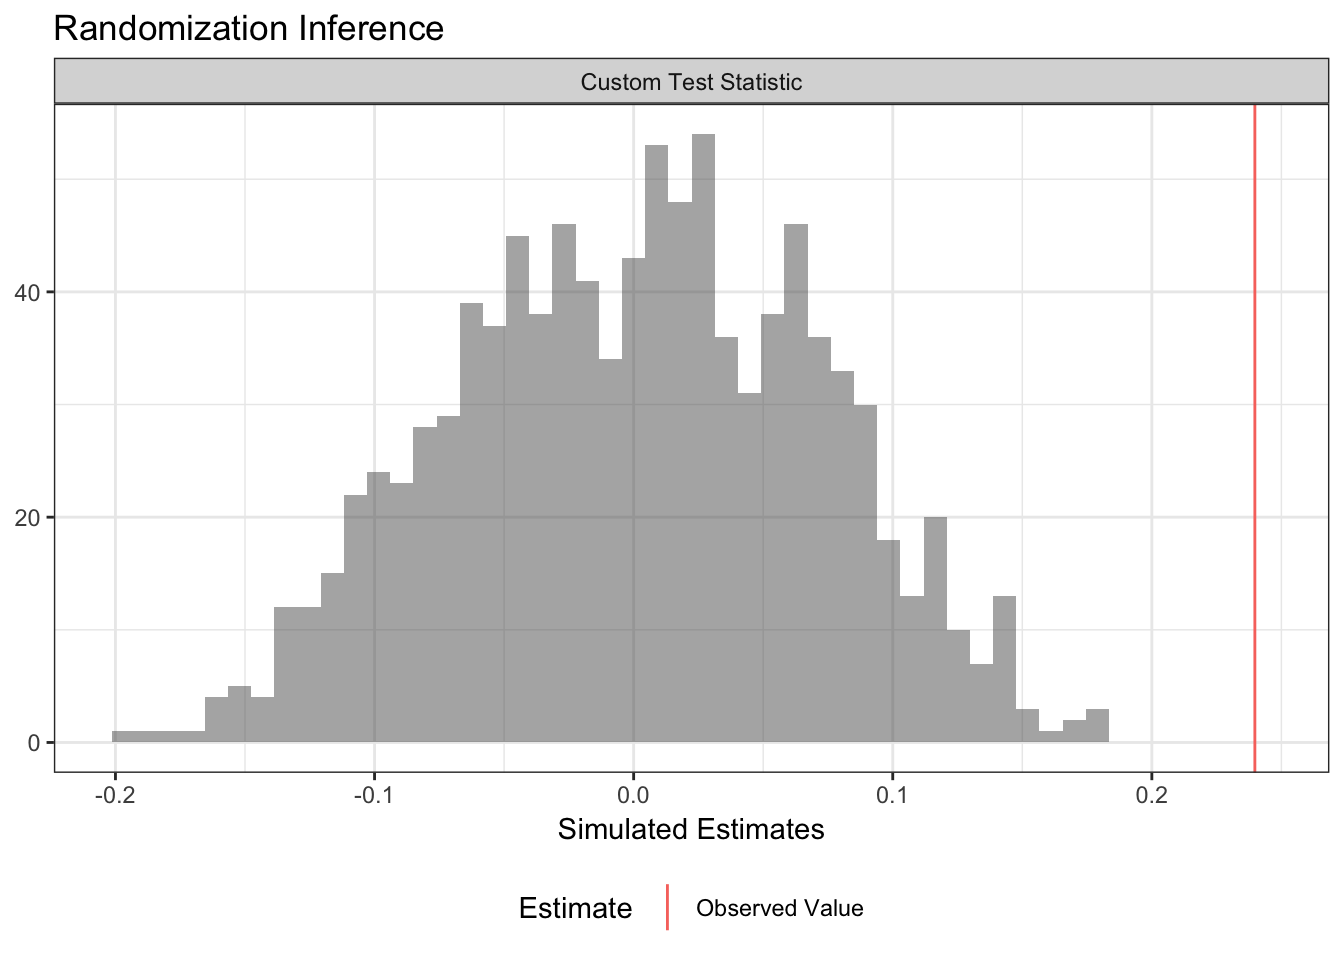 Randomization Inference
Custom Test Statistic
40
20
0
-0.2 -0.1 0.0 0.1 0.2
Simulated Estimates
Estimate Observed Value